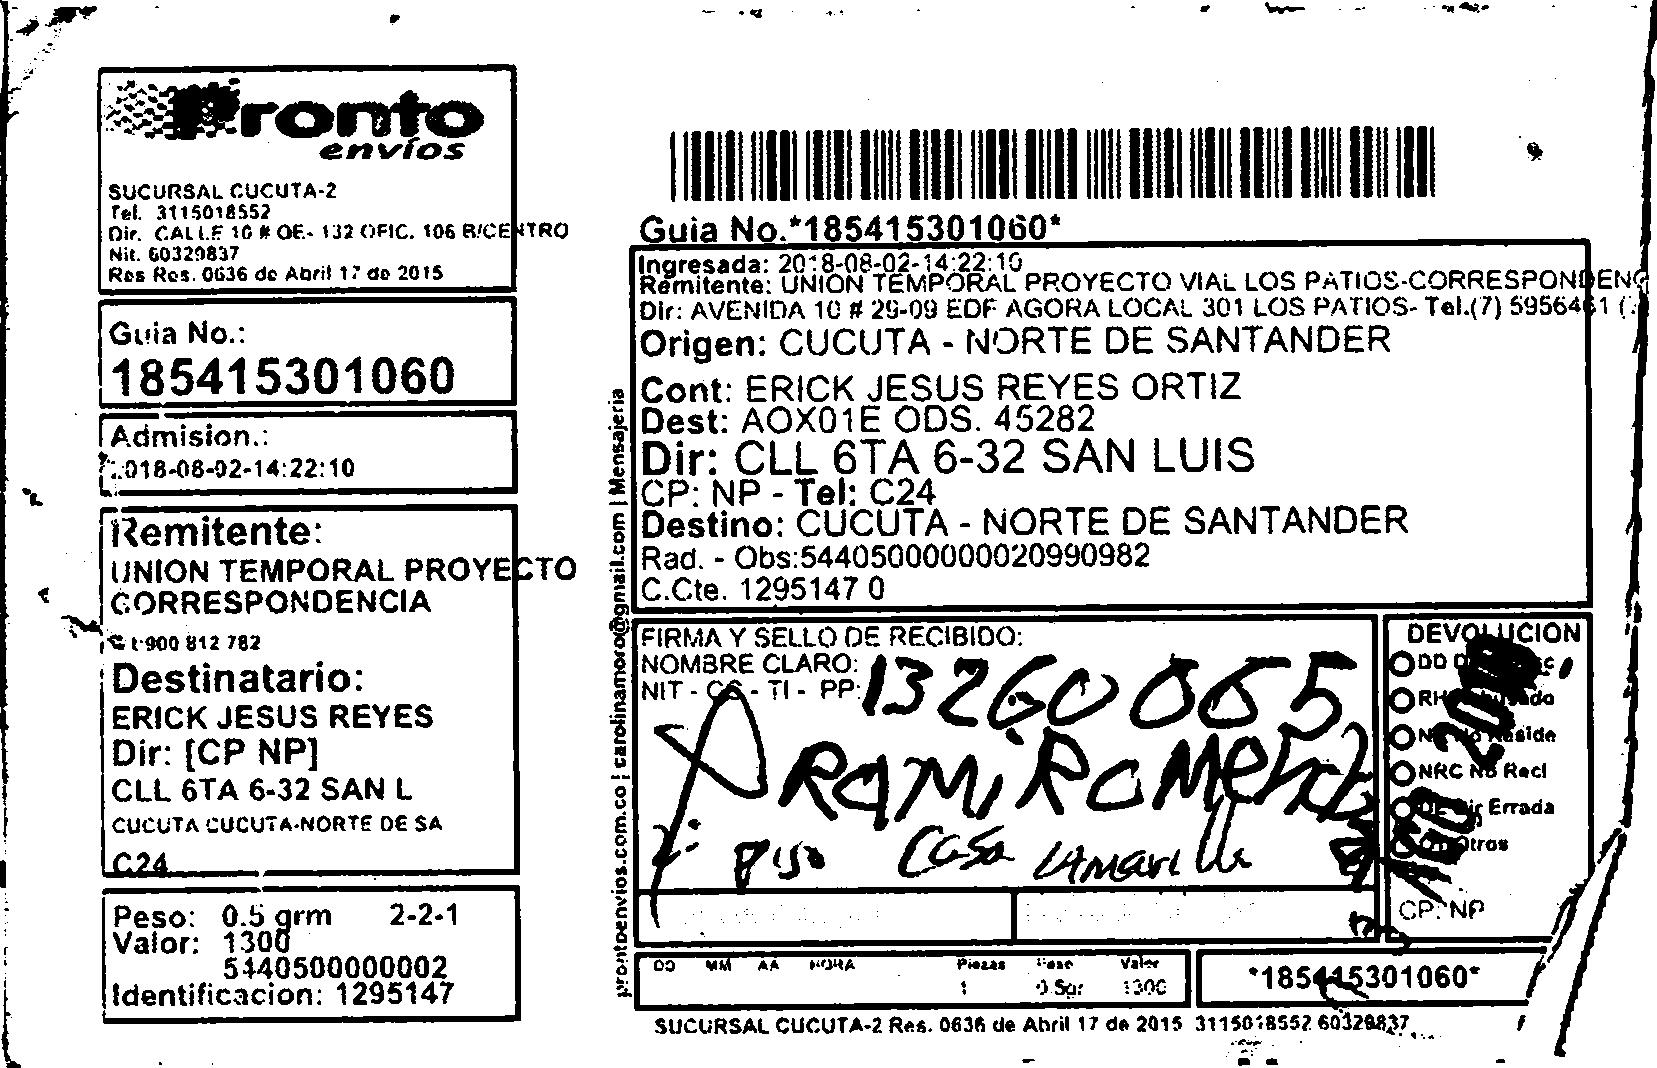 Pronto
envíos
SUCURSAL CUCUTA-2
Tel. 3115018552
Dir. CALLE 10 # OE- 132 OFIC. 106 B/CENTRO
Nit. 60329837
Res Res. 0636 de Abril 17 de 2015
Guia No.:
185415301060
Admision.:
2018-08-02-14:22:10
Remitente:
UNION TEMPORAL PROYECTO
CORRESPONDENCIA
t-900 812 782
Destinatario:
ERICK JESUS REYES
Dir: [CP NP]
CLL 6TA 6-32 SAN L
CUCUTA CUCUTA-NORTE DE SA
C24
Peso: 0.5 grm 2-2-1
Valor: 1300
5440500000002
Identificacion: 1295147
prontoenvios.com.co | carolinamoro@gmail.com | Mensajeria
Guia No.*185415301060*
Ingresada: 2018-08-02-14:22:10
Remitente: UNION TEMPORAL PROYECTO VIAL LOS PATIOS-CORRESPONDENC
Dir: AVENIDA 10 # 29-09 EDF AGORA LOCAL 301 LOS PATIOS- Tel.(7) 5956461 (
Origen: CUCUTA - NORTE DE SANTANDER
Cont: ERICK JESUS REYES ORTIZ
Dest: AOX01E ODS. 45282
Dir: CLL 6TA 6-32 SAN LUIS
CP: NP - Tel: C24
Destino: CUCUTA - NORTE DE SANTANDER
Rad. - Obs:54405000000020990982
C.Cte. 1295147 0
FIRMA Y SELLO DE RECIBIDO:
NOMBRE CLARO:
NIT - CC - TI - PP: 13260065
RAMIRO
2: Piso Casa Amarilla
DEVOLUCION
DD
RH
No Reside
NRC No Reci
DE Dir Errada
Otros
CP: NP
DD MM AA HORA Piezas Peso Valor
1 0.5gr 1300
*185415301060*
SUCURSAL CUCUTA-2 Res. 0636 de Abril 17 de 2015 3115018552 60329837